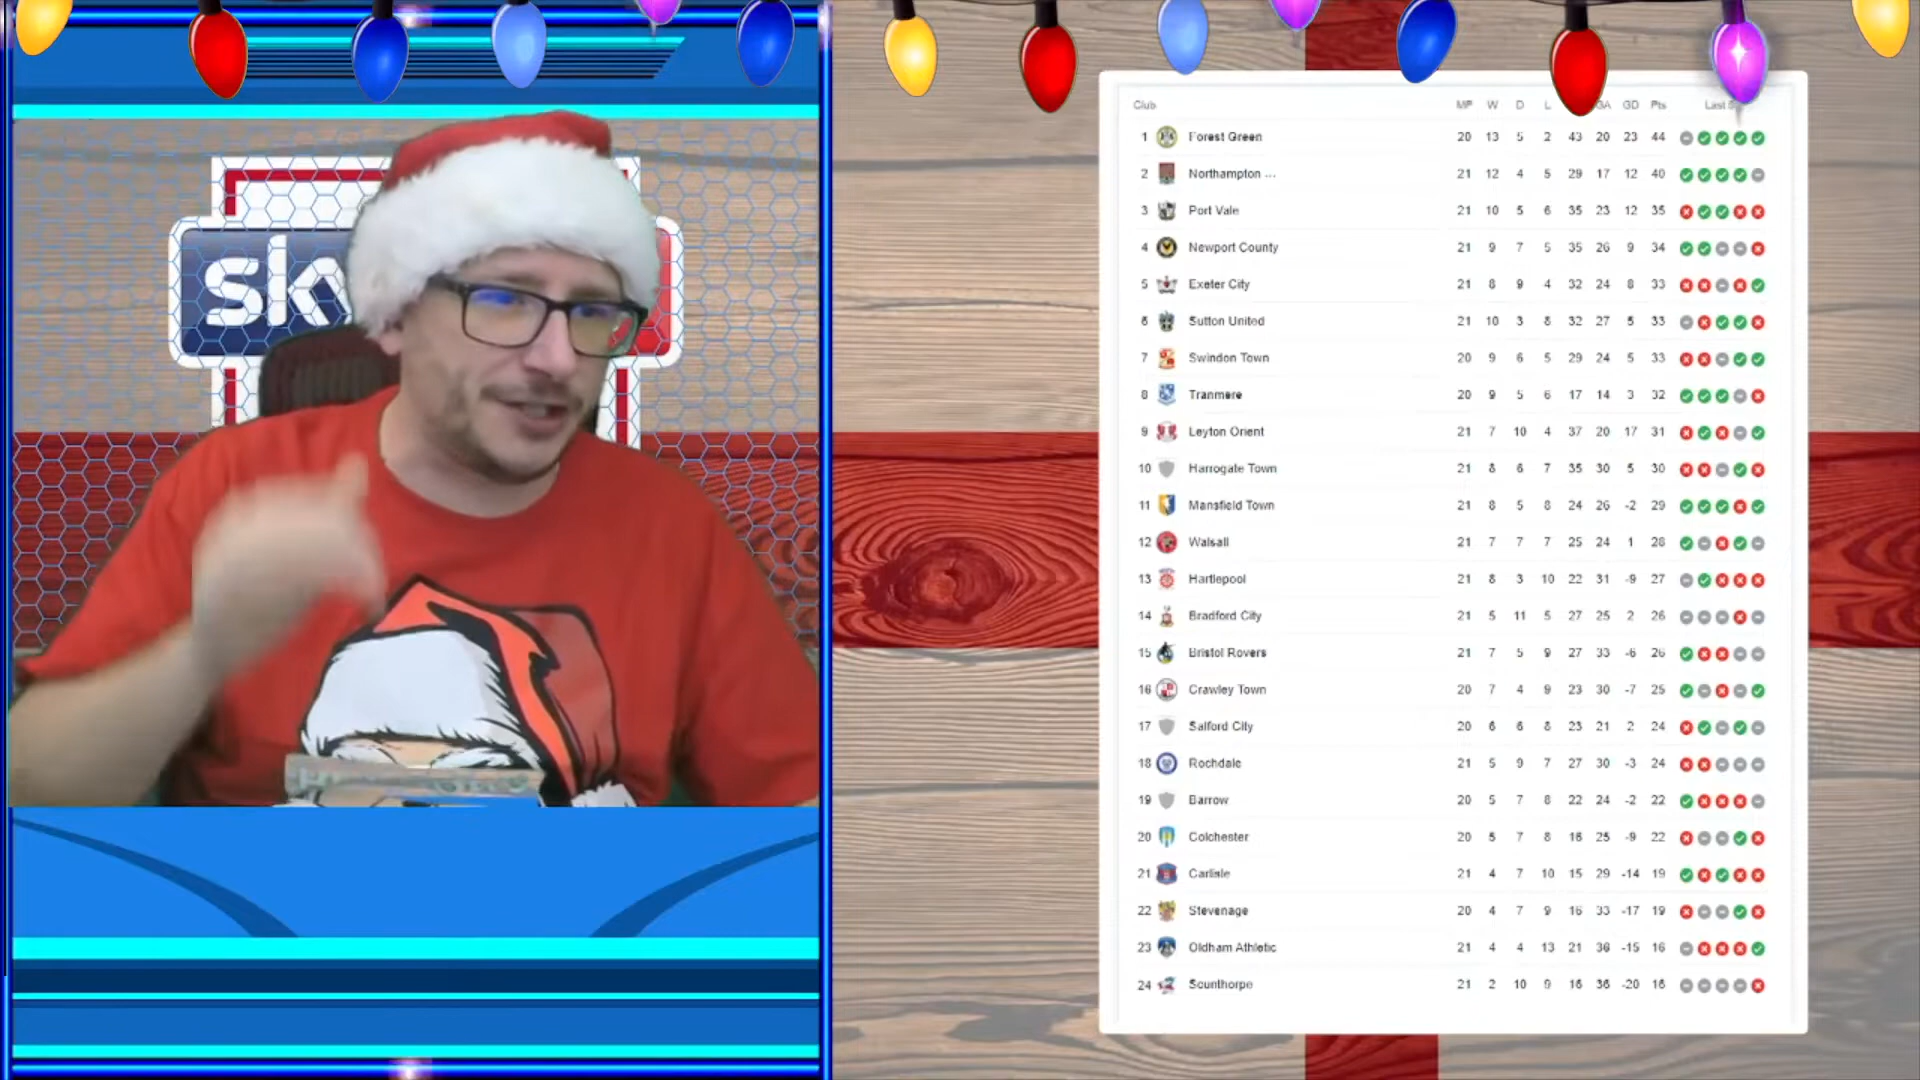 sky
Club MP W D L GA GD Pts Last
1 Forest Green 20 13 5 2 43 20 23 44
2 Northampton ... 21 12 4 5 29 17 12 40
3 Port Vale 21 10 5 6 35 23 12 35
4 Newport County 21 9 7 5 35 26 9 34
5 Exeter City 21 8 9 4 32 24 8 33
6 Sutton United 21 10 3 8 32 27 5 33
7 Swindon Town 20 9 6 5 29 24 5 33
8 Tranmere 20 9 5 6 17 14 3 32
9 Leyton Orient 21 7 10 4 37 20 17 31
10 Harrogate Town 21 8 6 7 35 30 5 30
11 Mansfield Town 21 8 5 8 24 26 -2 29
12 Walsall 21 7 7 7 25 24 1 28
13 Hartlepool 21 8 3 10 22 31 -9 27
14 Bradford City 21 5 11 5 27 25 2 26
15 Bristol Rovers 21 7 5 9 27 33 -6 26
16 Crawley Town 20 7 4 9 23 30 -7 25
17 Salford City 20 6 6 8 23 21 2 24
18 Rochdale 21 5 9 7 27 30 -3 24
19 Barrow 20 5 7 8 22 24 -2 22
20 Colchester 20 5 7 8 16 25 -9 22
21 Carlisle 21 4 7 10 15 29 -14 19
22 Stevenage 20 4 7 9 16 33 -17 19
23 Oldham Athletic 21 4 4 13 21 36 -15 16
24 Scunthorpe 21 2 10 9 16 36 -20 16